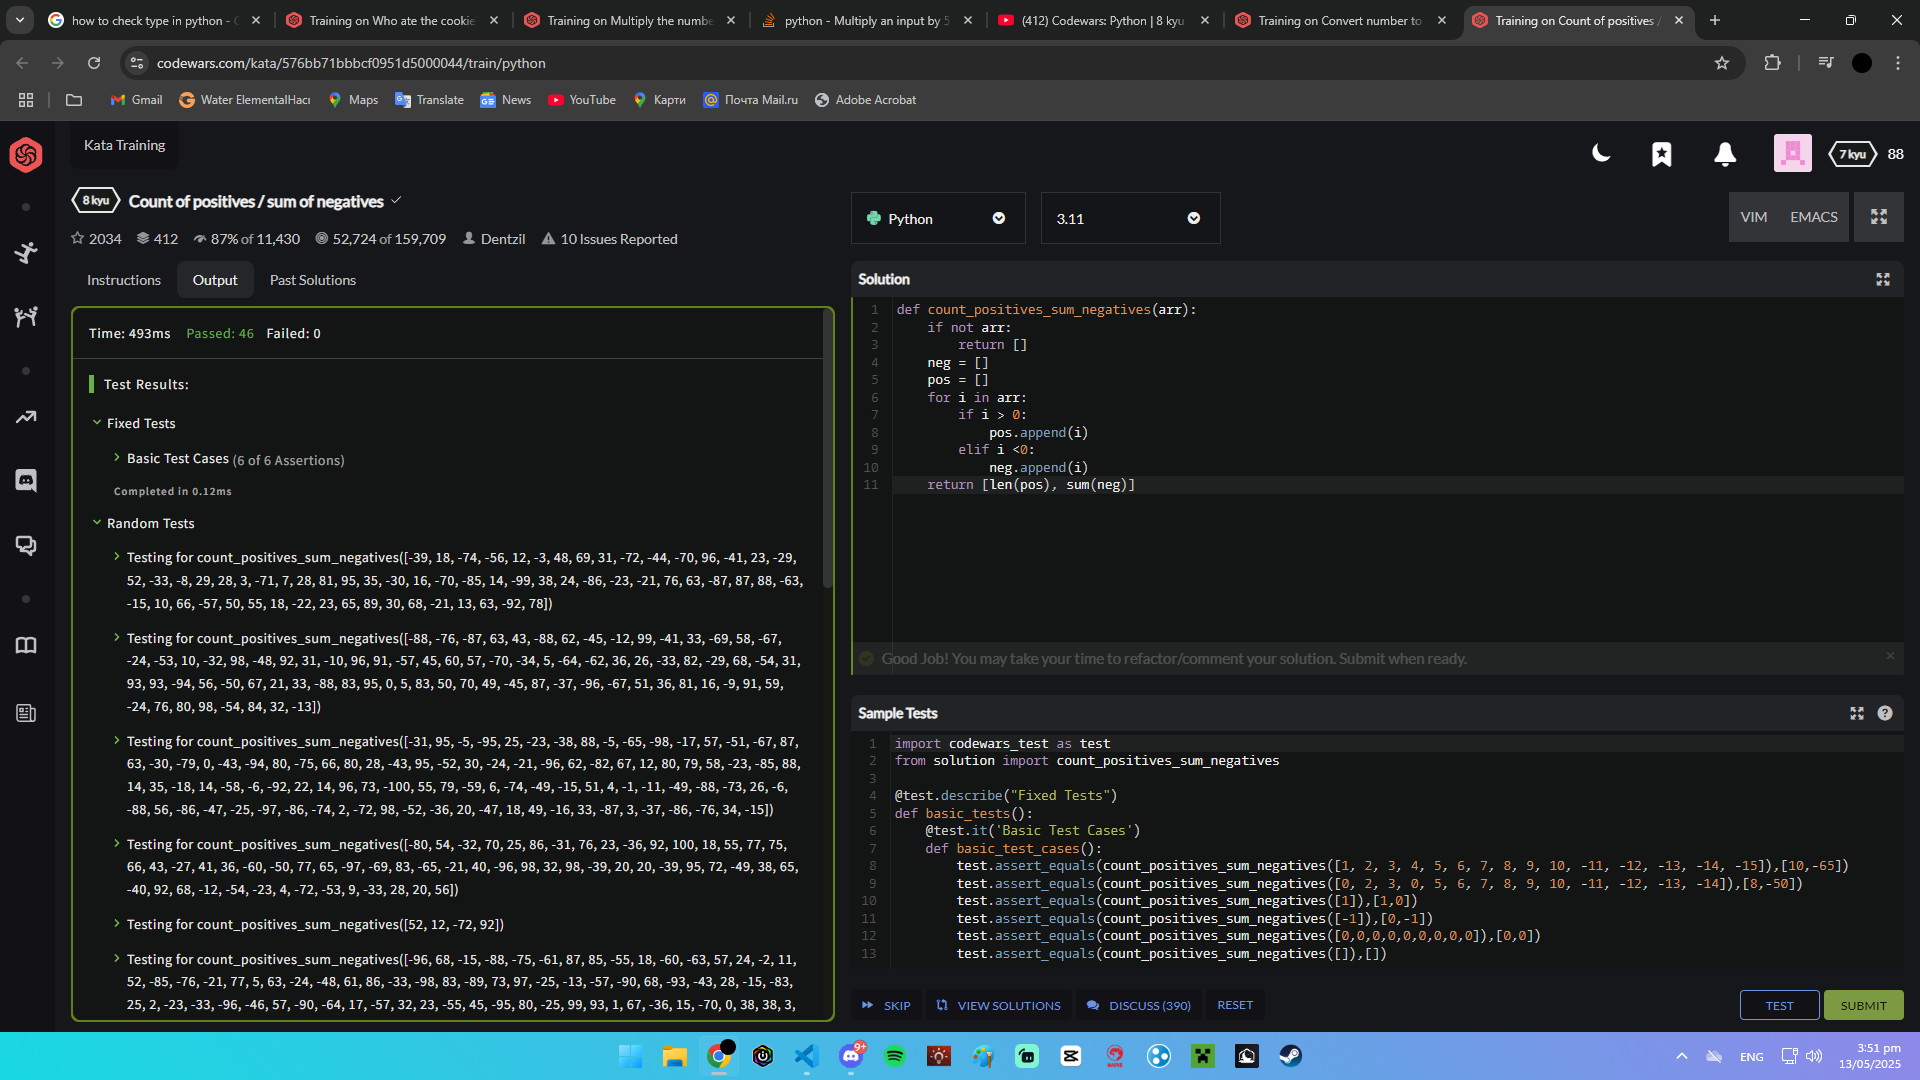 how to check type in python - 
Training on Who ate the cookie
Training on Multiply the numbe
python - Multiply an input by 5
(412) Codewars: Python | 8 kyu
Training on Convert number to
Training on Count of positives /
codewars.com/kata/576bb71bbbcf0951d5000044/train/python
Gmail
Water ElementalHacı
Maps
Translate
News
YouTube
Карти
Почта Mail.ru
Adobe Acrobat
Kata Training
7 kyu
88
8 kyu
Count of positives / sum of negatives
2034
412
87% of 11,430
52,724 of 159,709
Dentzil
10 Issues Reported
Python
3.11
VIM
EMACS
Instructions
Output
Past Solutions
Time: 493ms Passed: 46 Failed: 0
Test Results:
Fixed Tests
Basic Test Cases (6 of 6 Assertions)
Completed in 0.12ms
Random Tests
Testing for count_positives_sum_negatives([-39, 18, -74, -56, 12, -3, 48, 69, 31, -72, -44, -70, 96, -41, 23, -29,
52, -33, -8, 29, 28, 3, -71, 7, 28, 81, 95, 35, -30, 16, -70, -85, 14, -99, 38, 24, -86, -23, -21, 76, 63, -87, 87, 88, -63,
-15, 10, 66, -57, 50, 55, 18, -22, 23, 65, 89, 30, 68, -21, 13, 63, -92, 78])
Testing for count_positives_sum_negatives([-88, -76, -87, 63, 43, -88, 62, -45, -12, 99, -41, 33, -69, 58, -67,
-24, -53, 10, -32, 98, -48, 92, 31, -10, 96, 91, -57, 45, 60, 57, -70, -34, 5, -64, -62, 36, 26, -33, 82, -29, 68, -54, 31,
93, 93, -94, 56, -50, 67, 21, 33, -88, 83, 95, 0, 5, 83, 50, 70, 49, -45, 87, -37, -96, -67, 51, 36, 81, 16, -9, 91, 59,
-24, 76, 80, 98, -54, 84, 32, -13])
Testing for count_positives_sum_negatives([-31, 95, -5, -95, 25, -23, -38, 88, -5, -65, -98, -17, 57, -51, -67, 87,
63, -30, -79, 0, -43, -94, 80, -75, 66, 80, 28, -43, 95, -52, 30, -24, -21, -96, 62, -82, 67, 12, 80, 79, 58, -23, -85, 88,
14, 35, -18, 14, -58, -6, -92, 22, 14, 96, 73, -100, 55, 79, -59, 6, -74, -49, -15, 51, 4, -1, -11, -49, -88, -73, 26, -6,
-88, 56, -86, -47, -25, -97, -86, -74, 2, -72, 98, -52, -36, 20, -47, 18, 49, -16, 33, -87, 3, -37, -86, -76, 34, -15])
Testing for count_positives_sum_negatives([-80, 54, -32, 70, 25, 86, -31, 76, 23, -36, 92, 100, 18, 55, 77, 75,
66, 43, -27, 41, 36, -60, -50, 77, 65, -97, -69, 83, -65, -21, 40, -96, 98, 32, 98, -39, 20, 20, -39, 95, 72, -49, 38, 65,
-40, 92, 68, -12, -54, -23, 4, -72, -53, 9, -33, 28, 20, 56])
Testing for count_positives_sum_negatives([52, 12, -72, 92])
Testing for count_positives_sum_negatives([-96, 68, -15, -88, -75, -61, 87, 85, -55, 18, -60, -63, 57, 24, -2, 11,
52, -85, -76, -21, 77, 5, 63, -24, -48, 61, 86, -33, -98, 83, -89, 73, 97, -25, -13, -57, -90, 68, -93, -43, 28, -15, -83,
25, 2, -23, -33, -96, -46, 57, -90, -64, 17, -57, 32, 23, -55, 45, -95, 80, -25, 99, 93, 1, 67, -36, 15, -70, 0, 38, 38, 3,
Solution
1 def count_positives_sum_negatives(arr):
2 if not arr:
3 return []
4 neg = []
5 pos = []
6 for i in arr:
7 if i > 0:
8 pos.append(i)
9 elif i <0:
10 neg.append(i)
11 return [len(pos), sum(neg)]
Good Job! You may take your time to refactor/comment your solution. Submit when ready.
Sample Tests
1 import codewars_test as test
2 from solution import count_positives_sum_negatives
3
4 @test.describe("Fixed Tests")
5 def basic_tests():
6 @test.it('Basic Test Cases')
7 def basic_test_cases():
8 test.assert_equals(count_positives_sum_negatives([1, 2, 3, 4, 5, 6, 7, 8, 9, 10, -11, -12, -13, -14, -15]),[10,-65])
9 test.assert_equals(count_positives_sum_negatives([0, 2, 3, 0, 5, 6, 7, 8, 9, 10, -11, -12, -13, -14]),[8,-50])
10 test.assert_equals(count_positives_sum_negatives([1]),[1,0])
11 test.assert_equals(count_positives_sum_negatives([-1]),[0,-1])
12 test.assert_equals(count_positives_sum_negatives([0,0,0,0,0,0,0,0,0]),[0,0])
13 test.assert_equals(count_positives_sum_negatives([]),[])
SKIP
VIEW SOLUTIONS
DISCUSS (390)
RESET
TEST
SUBMIT
9+
ENG
3:51 pm
13/05/2025